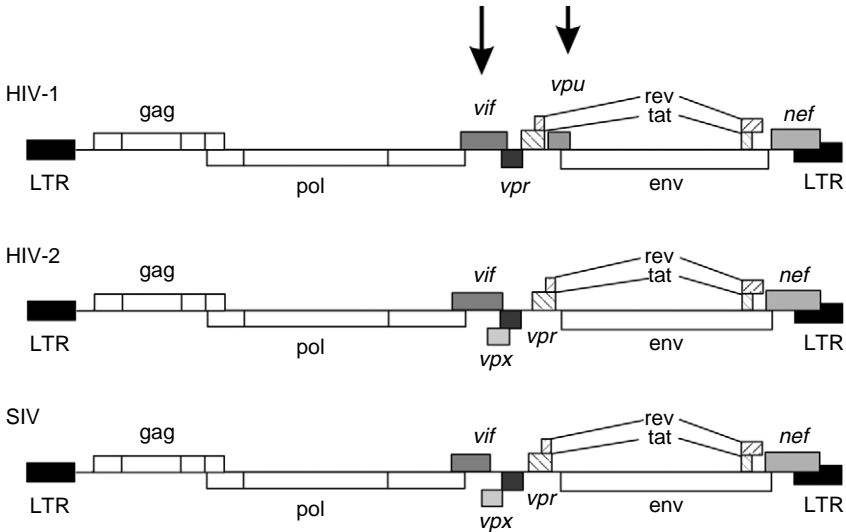 vpu
HIV-1
gag
vif
rev
nef
tat
LTR
pol
vpr
env
LTR
HIV-2
gag
vif
rev
nef
tat
LTR
pol
vpx
vpr
env
LTR
SIV
gag
vif
rev
nef
tat
LTR
pol
vpx
vpr
env
LTR